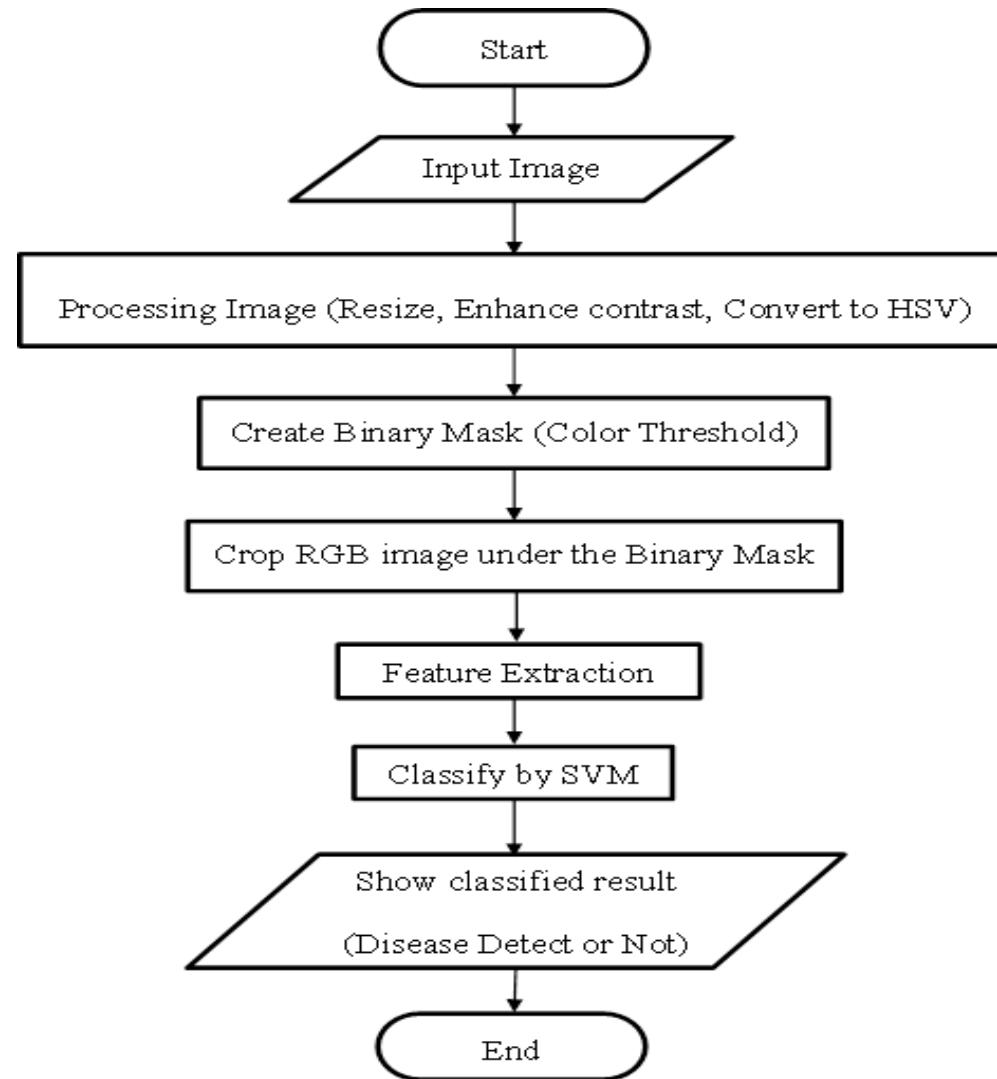 Start
Input Image
Processing Image (Resize, Enhance contrast, Convert to HSV)
Create Binary Mask (Color Threshold)
Crop RGB image under the Binary Mask
Feature Extraction
Classify by SVM
Show classified result
(Disease Detect or Not)
End